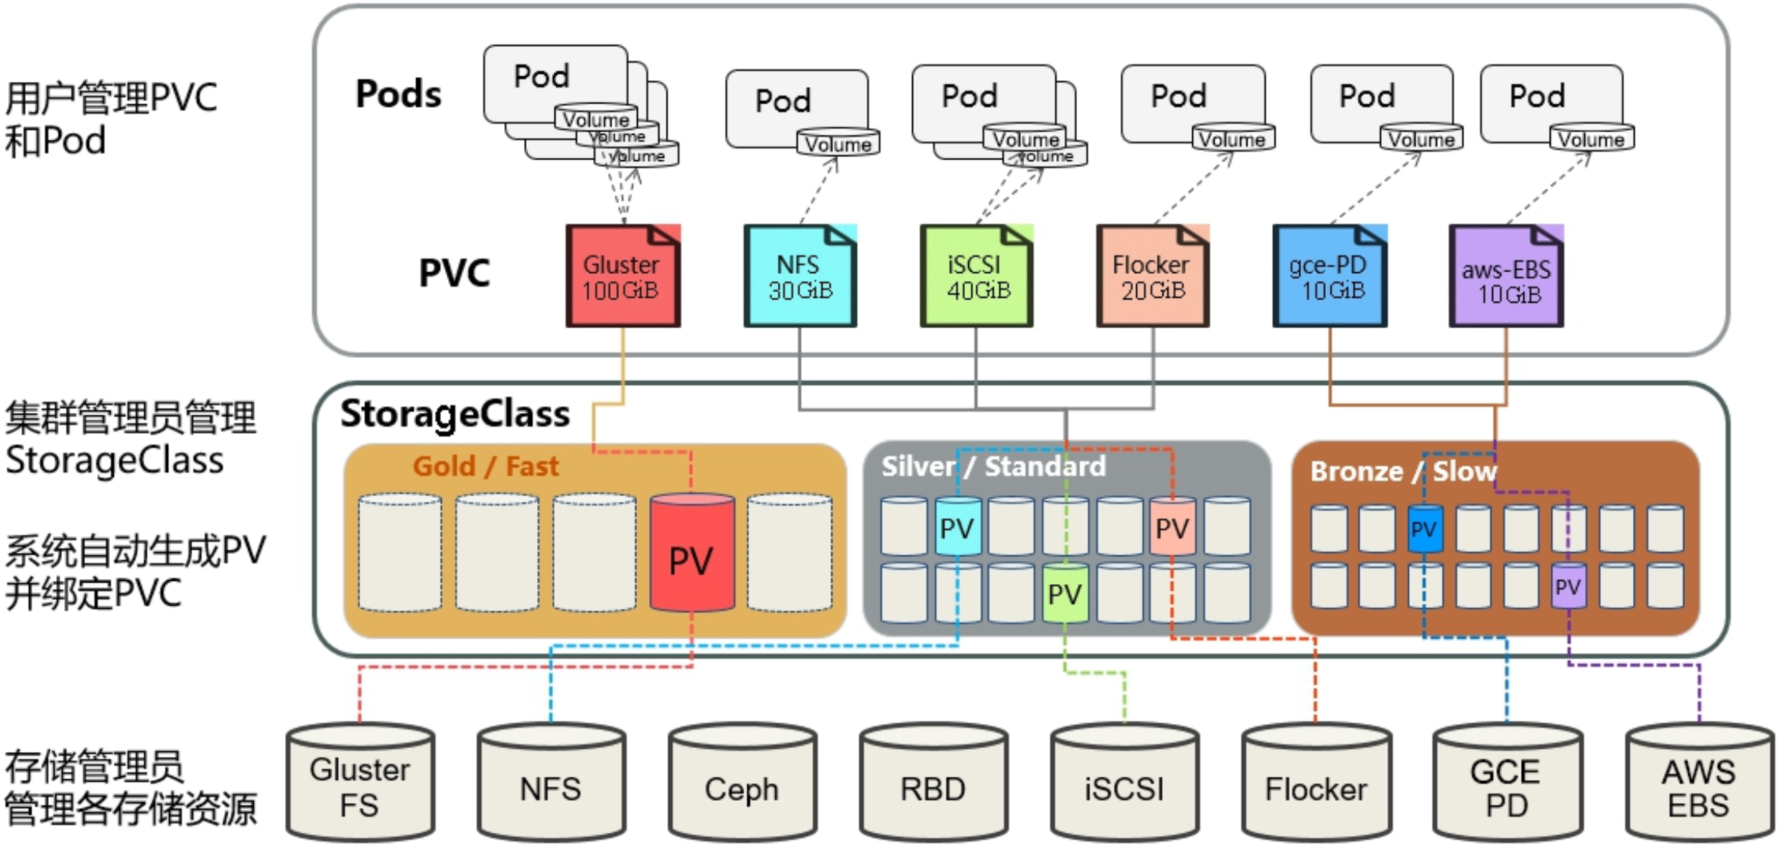 用户管理PVC
和Pod
Pods
Pod
Volume
Volume
Volume
Pod
Volume
Pod
Volume
Volume
Pod
Volume
Pod
Volume
Pod
Volume
PVC
Gluster
100GiB
NFS
30GiB
iSCSI
40GiB
Flocker
20GiB
gce-PD
10GiB
aws-EBS
10GiB
集群管理员管理
StorageClass
StorageClass
Gold / Fast
Silver / Standard
Bronze / Slow
系统自动生成PV
并绑定PVC
PV
PV
PV
PV
PV
PV
存储管理员
管理各存储资源
Gluster
FS
NFS
Ceph
RBD
iSCSI
Flocker
GCE
PD
AWS
EBS